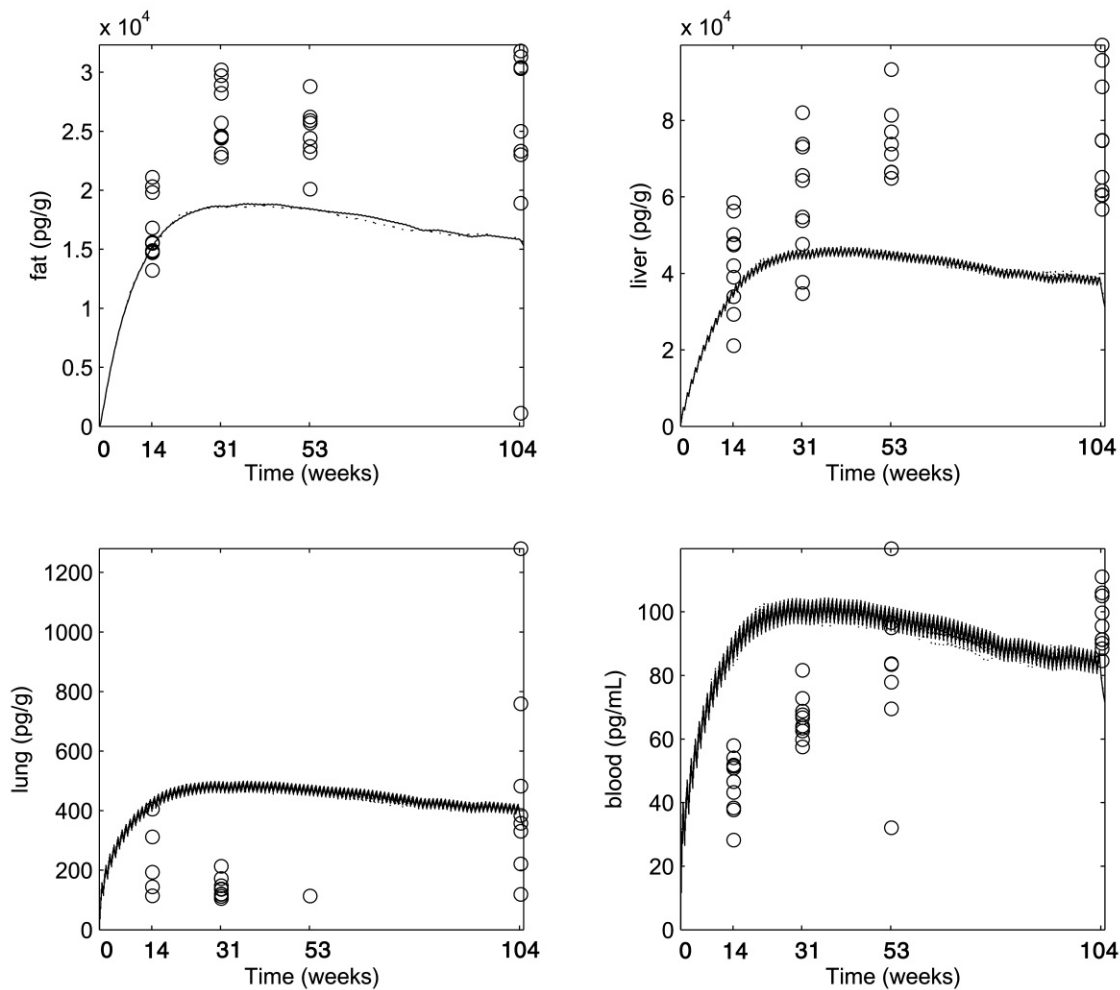 x 10^4
3
2.5
2
1.5
1
0.5
0
fat (pg/g)
0 14 31 53 104
Time (weeks)
x 10^4
8
6
4
2
0
liver (pg/g)
0 14 31 53 104
Time (weeks)
1200
1000
800
600
400
200
0
lung (pg/g)
0 14 31 53 104
Time (weeks)
100
80
60
40
20
0
blood (pg/mL)
0 14 31 53 104
Time (weeks)